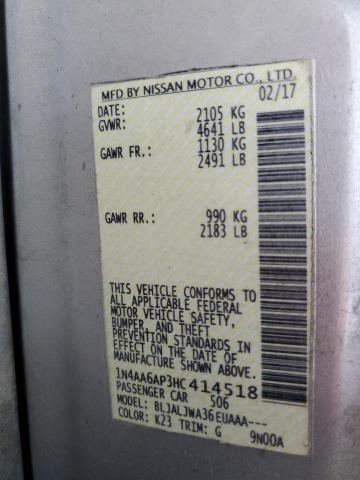 MFD BY NISSAN MOTOR CO., LTD.
DATE: 02/17
GVWR: 2105 KG
4641 LB
GAWR FR.: 1130 KG
2491 LB
GAWR RR.: 990 KG
2183 LB
THIS VEHICLE CONFORMS TO
ALL APPLICABLE FEDERAL
MOTOR VEHICLE SAFETY,
BUMPER, AND THEFT
PREVENTION STANDARDS IN
EFFECT ON THE DATE OF
MANUFACTURE SHOWN ABOVE.
1N4AA6AP3HC414518
PASSENGER CAR 506
MODEL: BLJALJWA36EUAAA---
COLOR: K23 TRIM: G 9N00A